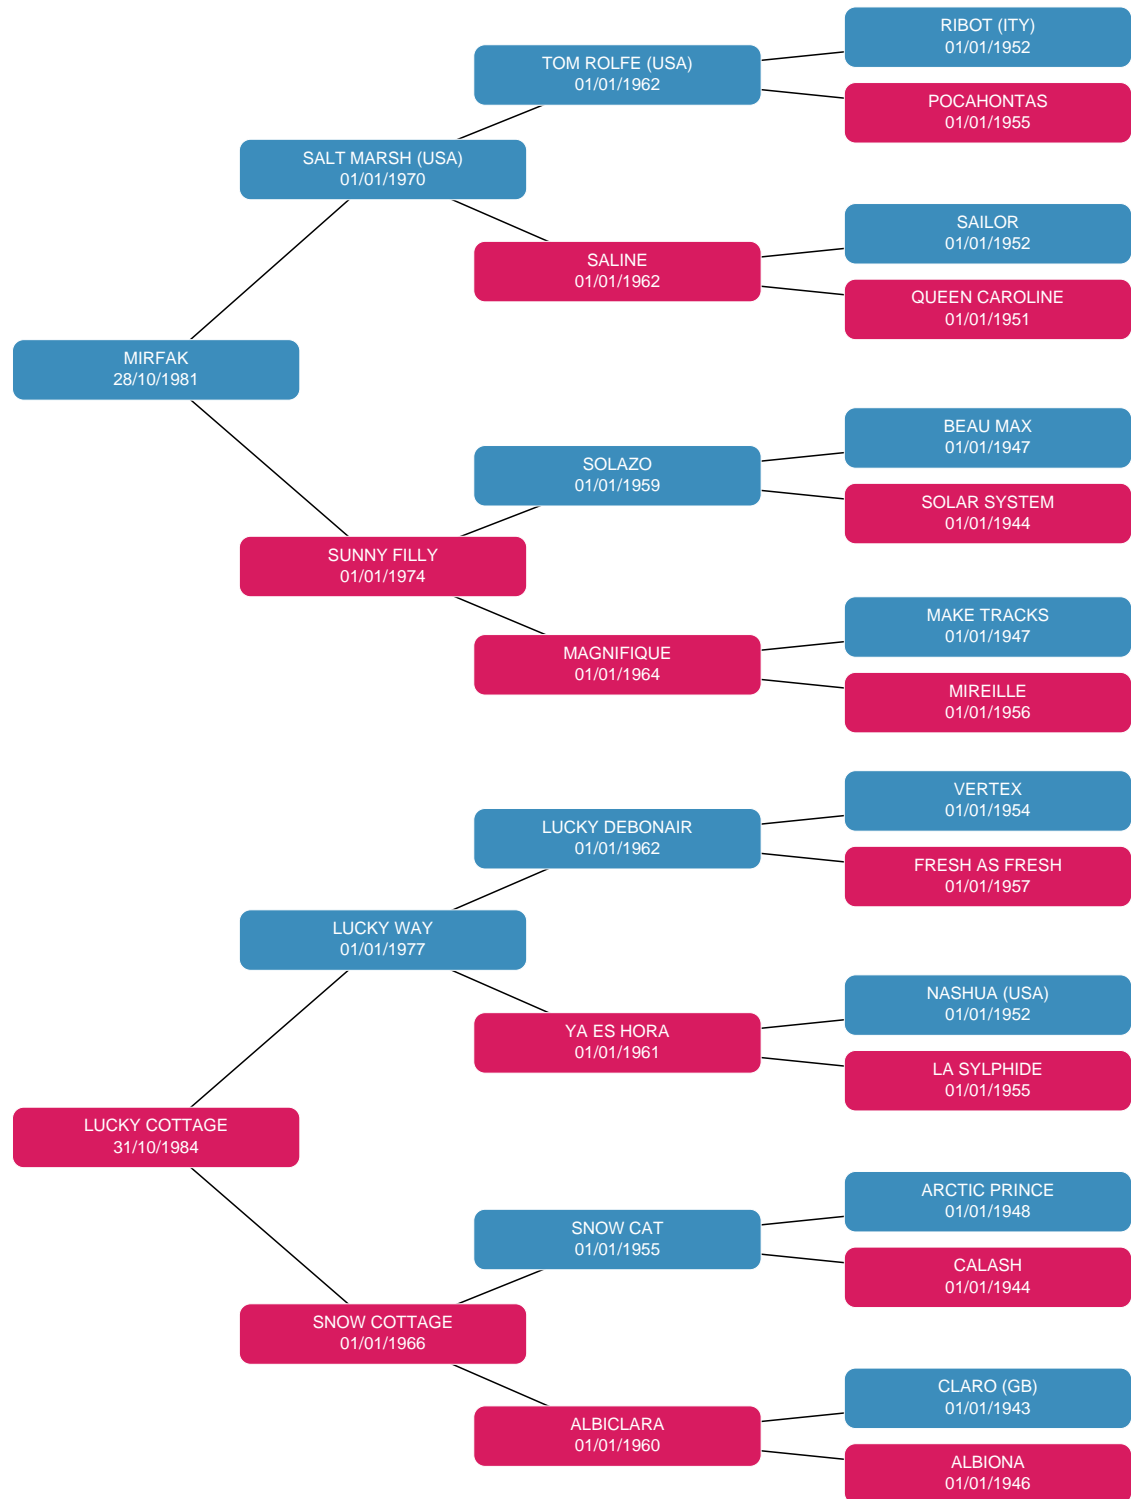 RIBOT (ITY)
01/01/1952
TOM ROLFE (USA)
01/01/1962
POCAHONTAS
01/01/1955
SALT MARSH (USA)
01/01/1970
SAILOR
01/01/1952
SALINE
01/01/1962
QUEEN CAROLINE
01/01/1951
MIRFAK
28/10/1981
BEAU MAX
01/01/1947
SOLAZO
01/01/1959
SOLAR SYSTEM
01/01/1944
SUNNY FILLY
01/01/1974
MAKE TRACKS
01/01/1947
MAGNIFIQUE
01/01/1964
MIREILLE
01/01/1956
VERTEX
01/01/1954
LUCKY DEBONAIR
01/01/1962
FRESH AS FRESH
01/01/1957
LUCKY WAY
01/01/1977
NASHUA (USA)
01/01/1952
YA ES HORA
01/01/1961
LA SYLPHIDE
01/01/1955
LUCKY COTTAGE
31/10/1984
ARCTIC PRINCE
01/01/1948
SNOW CAT
01/01/1955
CALASH
01/01/1944
SNOW COTTAGE
01/01/1966
CLARO (GB)
01/01/1943
ALBICLARA
01/01/1960
ALBIONA
01/01/1946